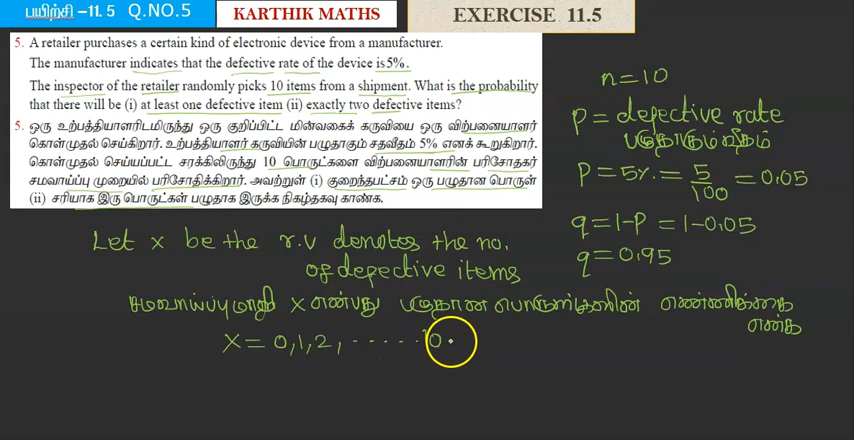 பயிற்சி -11.5 Q.NO.5
KARTHIK MATHS
EXERCISE 11.5
5. A retailer purchases a certain kind of electronic device from a manufacturer.
The manufacturer indicates that the defective rate of the device is 5%.
The inspector of the retailer randomly picks 10 items from a shipment. What is the probability
that there will be (i) at least one defective item (ii) exactly two defective items?
5. ஒரு உற்பத்தியாளரிடமிருந்து ஒரு குறிப்பிட்ட மின்வகைக் கருவியை ஒரு விற்பனையாளர்
கொள்முதல் செய்கிறார். உற்பத்தியாளர் கருவியின் பழுதாகும் சதவீதம் 5% எனக் கூறுகிறார்.
கொள்முதல் செய்யப்பட்ட சரக்கிலிருந்து 10 பொருட்களை விற்பனையாளரின் பரிசோதகர்
சமவாய்ப்பு முறையில் பரிசோதிக்கிறார். அவற்றுள் (i) குறைந்தபட்சம் ஒரு பழுதான பொருள்
(ii) சரியாக இரு பொருட்கள் பழுதாக இருக்க நிகழ்தகவு காண்க.
n=10
p= defective rate
பழுதாகும் வீதம்
p=5%. = 5/100 = 0.05
q=1-p = 1-0.05
q=0.95
Let x be the r.v denotes the no.
of defective items
சமவாய்ப்பு மாறி x என்பது பழுதான பொருள்களின் எண்ணிக்கை
என்க
X = 0,1,2, ......10